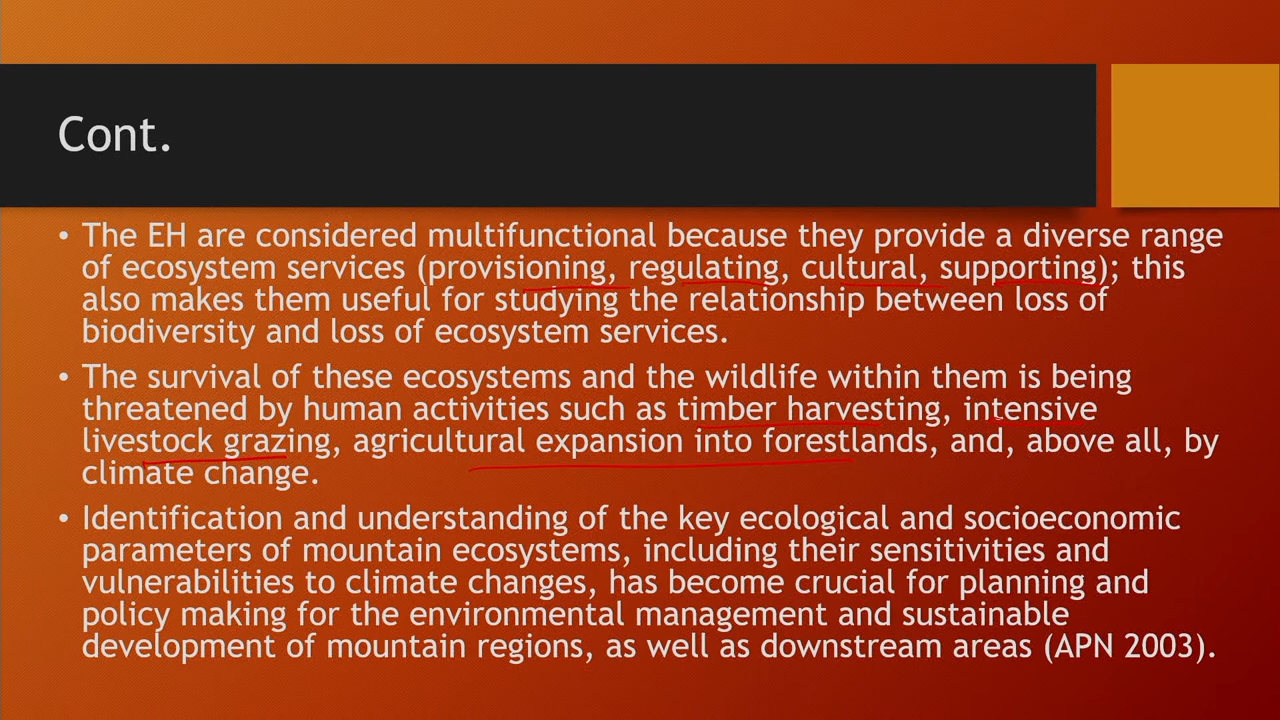 Cont.
• The EH are considered multifunctional because they provide a diverse range
of ecosystem services (provisioning, regulating, cultural, supporting); this
also makes them useful for studying the relationship between loss of
biodiversity and loss of ecosystem services.
• The survival of these ecosystems and the wildlife within them is being
threatened by human activities such as timber harvesting, intensive
livestock grazing, agricultural expansion into forestlands, and, above all, by
climate change.
• Identification and understanding of the key ecological and socioeconomic
parameters of mountain ecosystems, including their sensitivities and
vulnerabilities to climate changes, has become crucial for planning and
policy making for the environmental management and sustainable
development of mountain regions, as well as downstream areas (APN 2003).